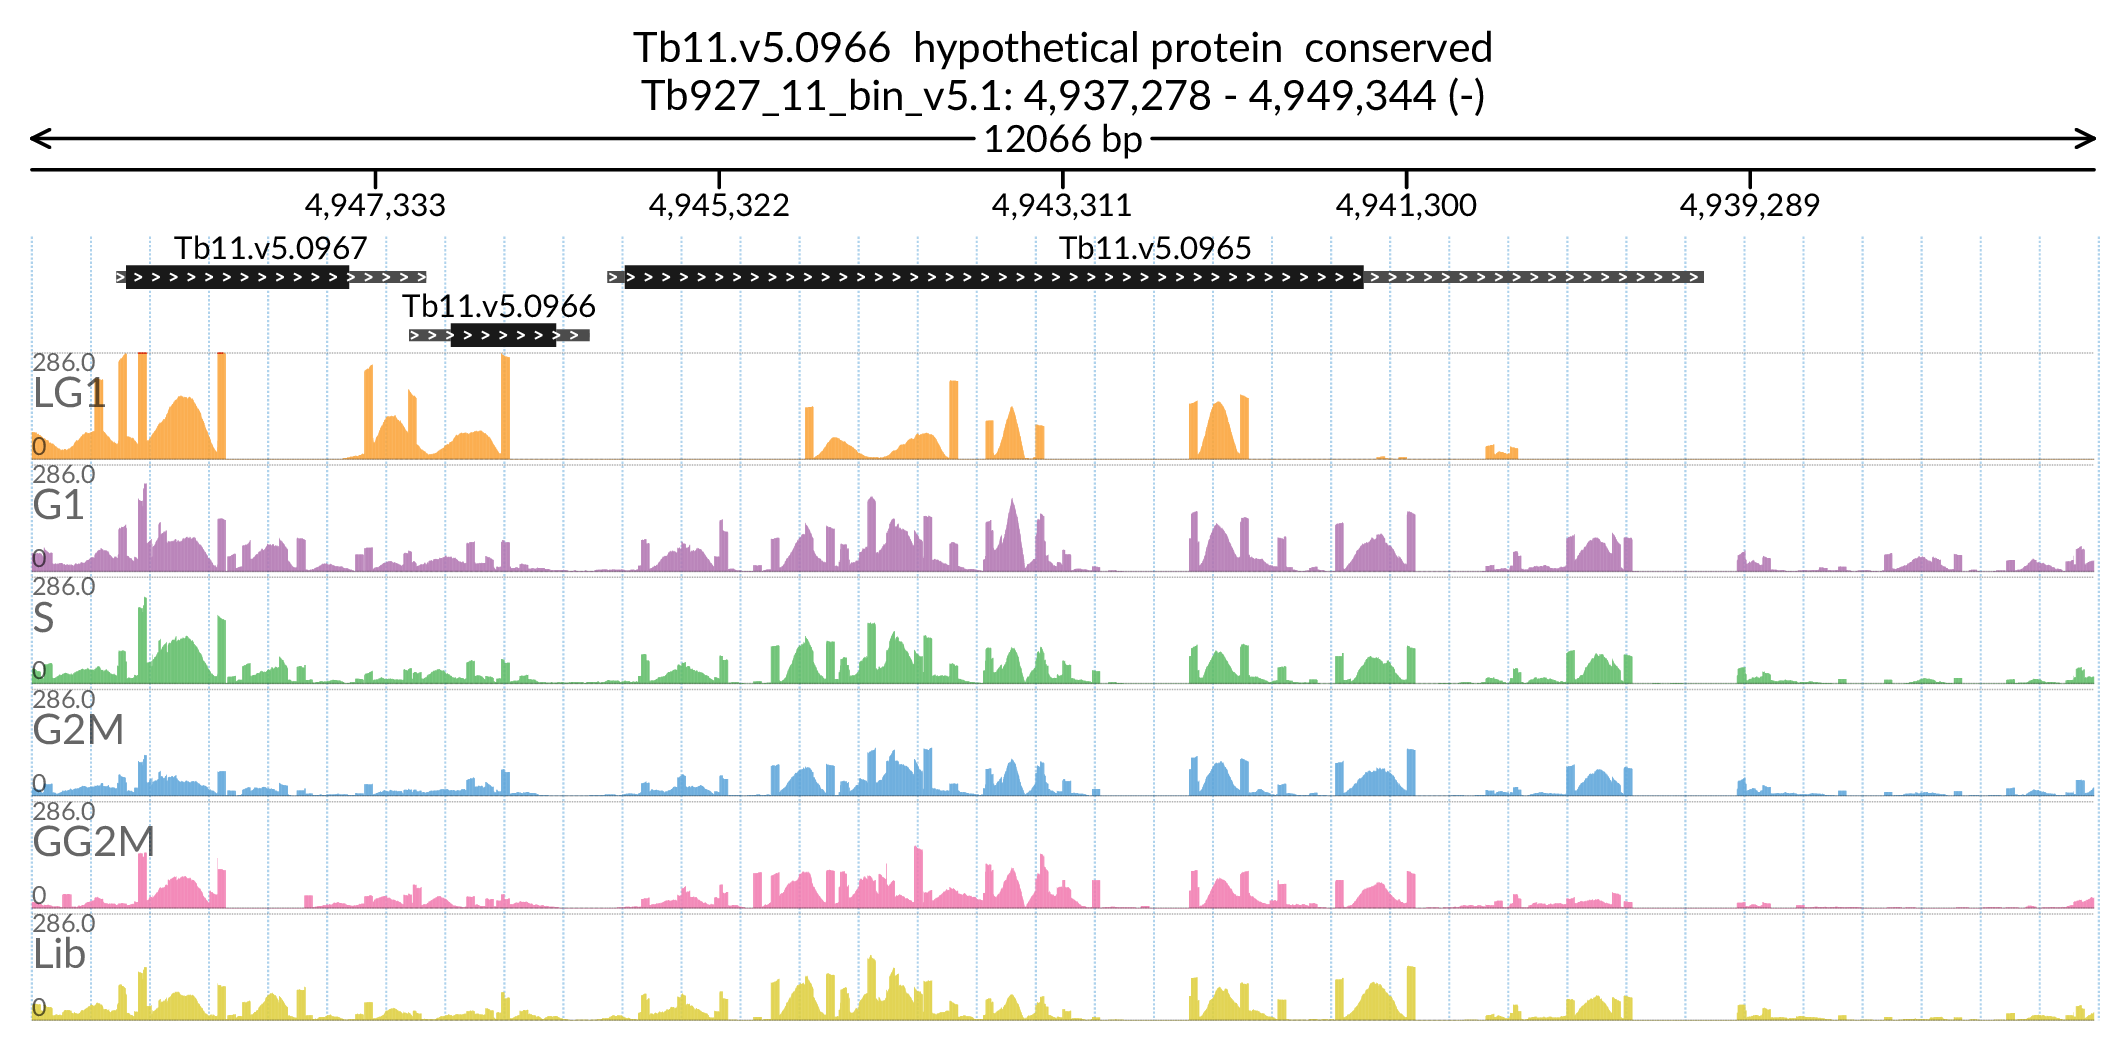 Tb11.v5.0966  hypothetical protein  conserved
Tb927_11_bin_v5.1: 4,937,278 - 4,949,344 (-)
12066 bp
4,947,333 4,945,322 4,943,311 4,941,300 4,939,289
Tb11.v5.0967 Tb11.v5.0965
Tb11.v5.0966
286.0
LG1
0
286.0
G1
0
286.0
S
0
286.0
G2M
0
286.0
GG2M
0
286.0
Lib
0